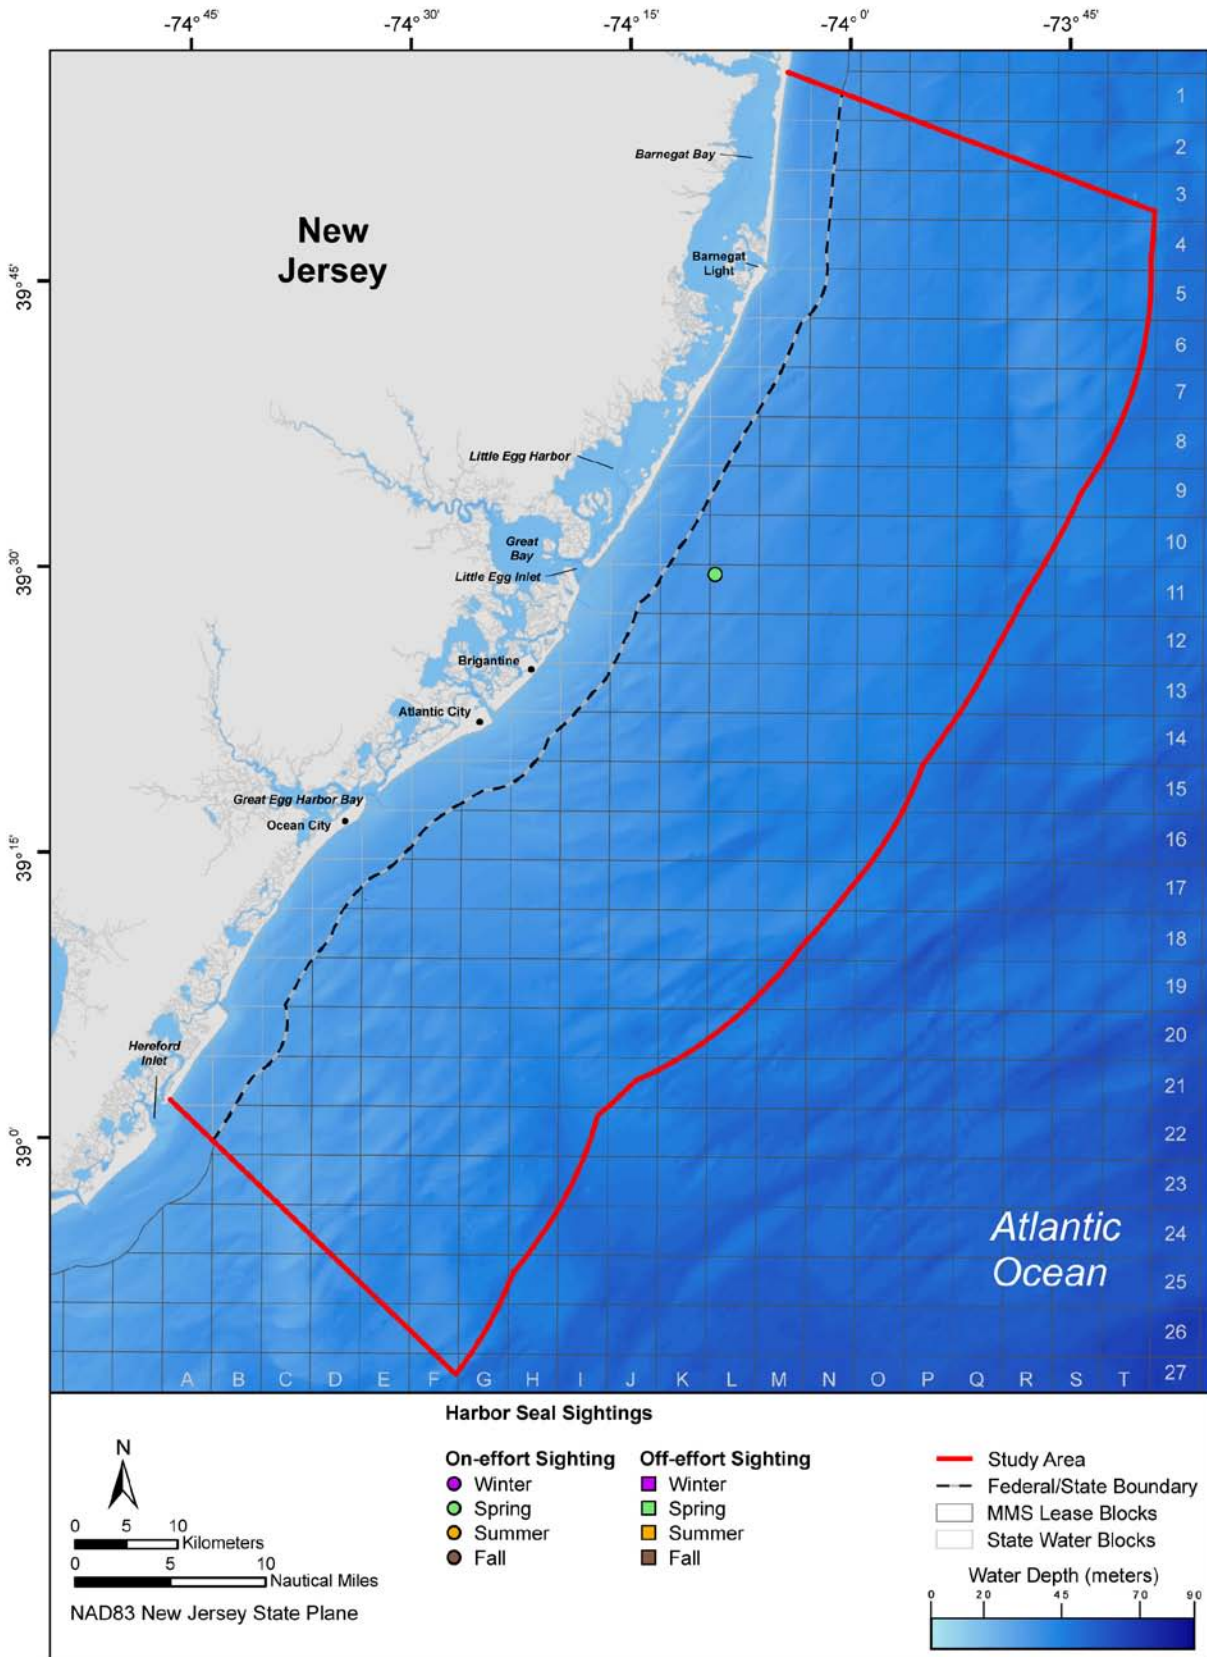 -74° 45'
-74° 30'
-74° 15'
-74° 0'
-73° 45'
1
2
Barnegat Bay
3
New
Jersey
4
Barnegat
Light
39° 45'
5
6
7
8
Little Egg Harbor
9
10
Great
Bay
39° 30'
Little Egg Inlet
11
12
Brigantine
13
Atlantic City
14
15
Great Egg Harbor Bay
Ocean City
16
39° 15'
17
18
19
20
Hereford
Inlet
21
39° 0'
22
23
Atlantic
Ocean
24
25
26
27
A B C D E F G H I J K L M N O P Q R S T
Harbor Seal Sightings
N
On-effort Sighting
Winter
Spring
Summer
Fall
Off-effort Sighting
Winter
Spring
Summer
Fall
Study Area
Federal/State Boundary
MMS Lease Blocks
State Water Blocks
0 5 10
Kilometers
0 5 10
Nautical Miles
NAD83 New Jersey State Plane
Water Depth (meters)
0 20 45 70 90